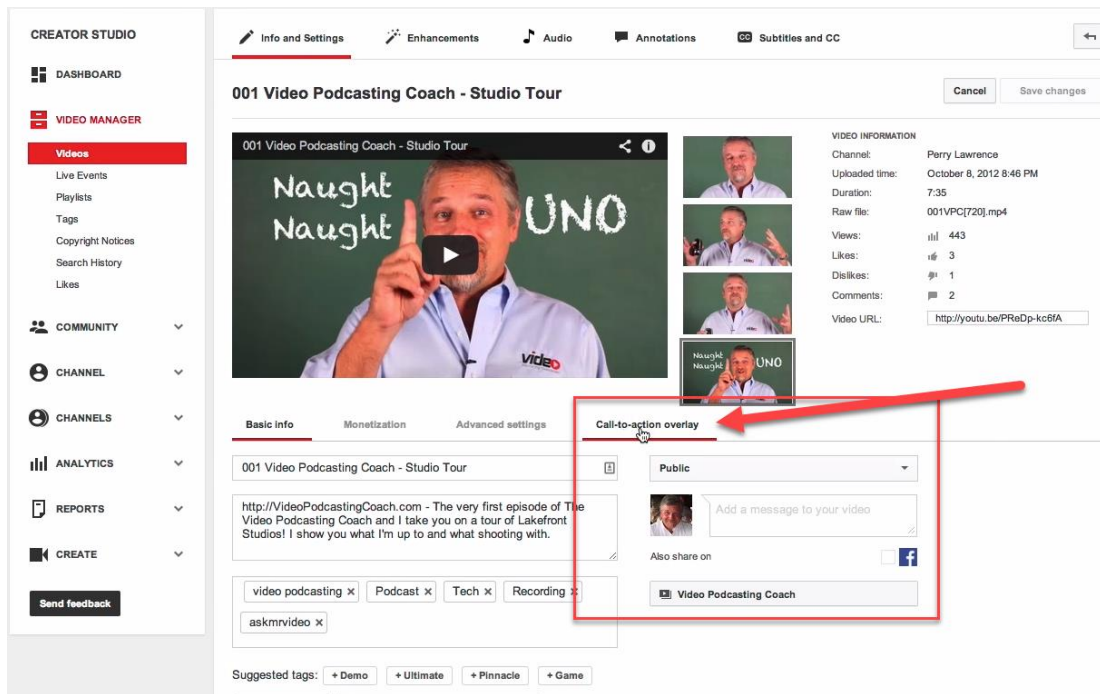 CREATOR STUDIO
DASHBOARD
VIDEO MANAGER
Videos
Live Events
Playlists
Tags
Copyright Notices
Search History
Likes
COMMUNITY
CHANNEL
CHANNELS
ANALYTICS
REPORTS
CREATE
Send feedback
Info and Settings
Enhancements
Audio
Annotations
CC Subtitles and CC
001 Video Podcasting Coach - Studio Tour
Cancel
Save changes
001 Video Podcasting Coach - Studio Tour
Naught
Naught
UNO
video
Naught
Naught
UNO
VIDEO INFORMATION
Channel: Perry Lawrence
Uploaded time: October 8, 2012 8:46 PM
Duration: 7:35
Raw file: 001VPC[720].mp4
Views: 443
Likes: 3
Dislikes: 1
Comments: 2
Video URL: http://youtu.be/PReDp-kc6fA
Basic info
Monetization
Advanced settings
Call-to-action overlay
001 Video Podcasting Coach - Studio Tour
http://VideoPodcastingCoach.com - The very first episode of The
Video Podcasting Coach and I take you on a tour of Lakefront
Studios! I show you what I'm up to and what shooting with.
video podcasting x
Podcast x
Tech x
Recording x
askmrvideo x
Suggested tags: + Demo + Ultimate + Pinnacle + Game
Public
Add a message to your video
Also share on
f
Video Podcasting Coach